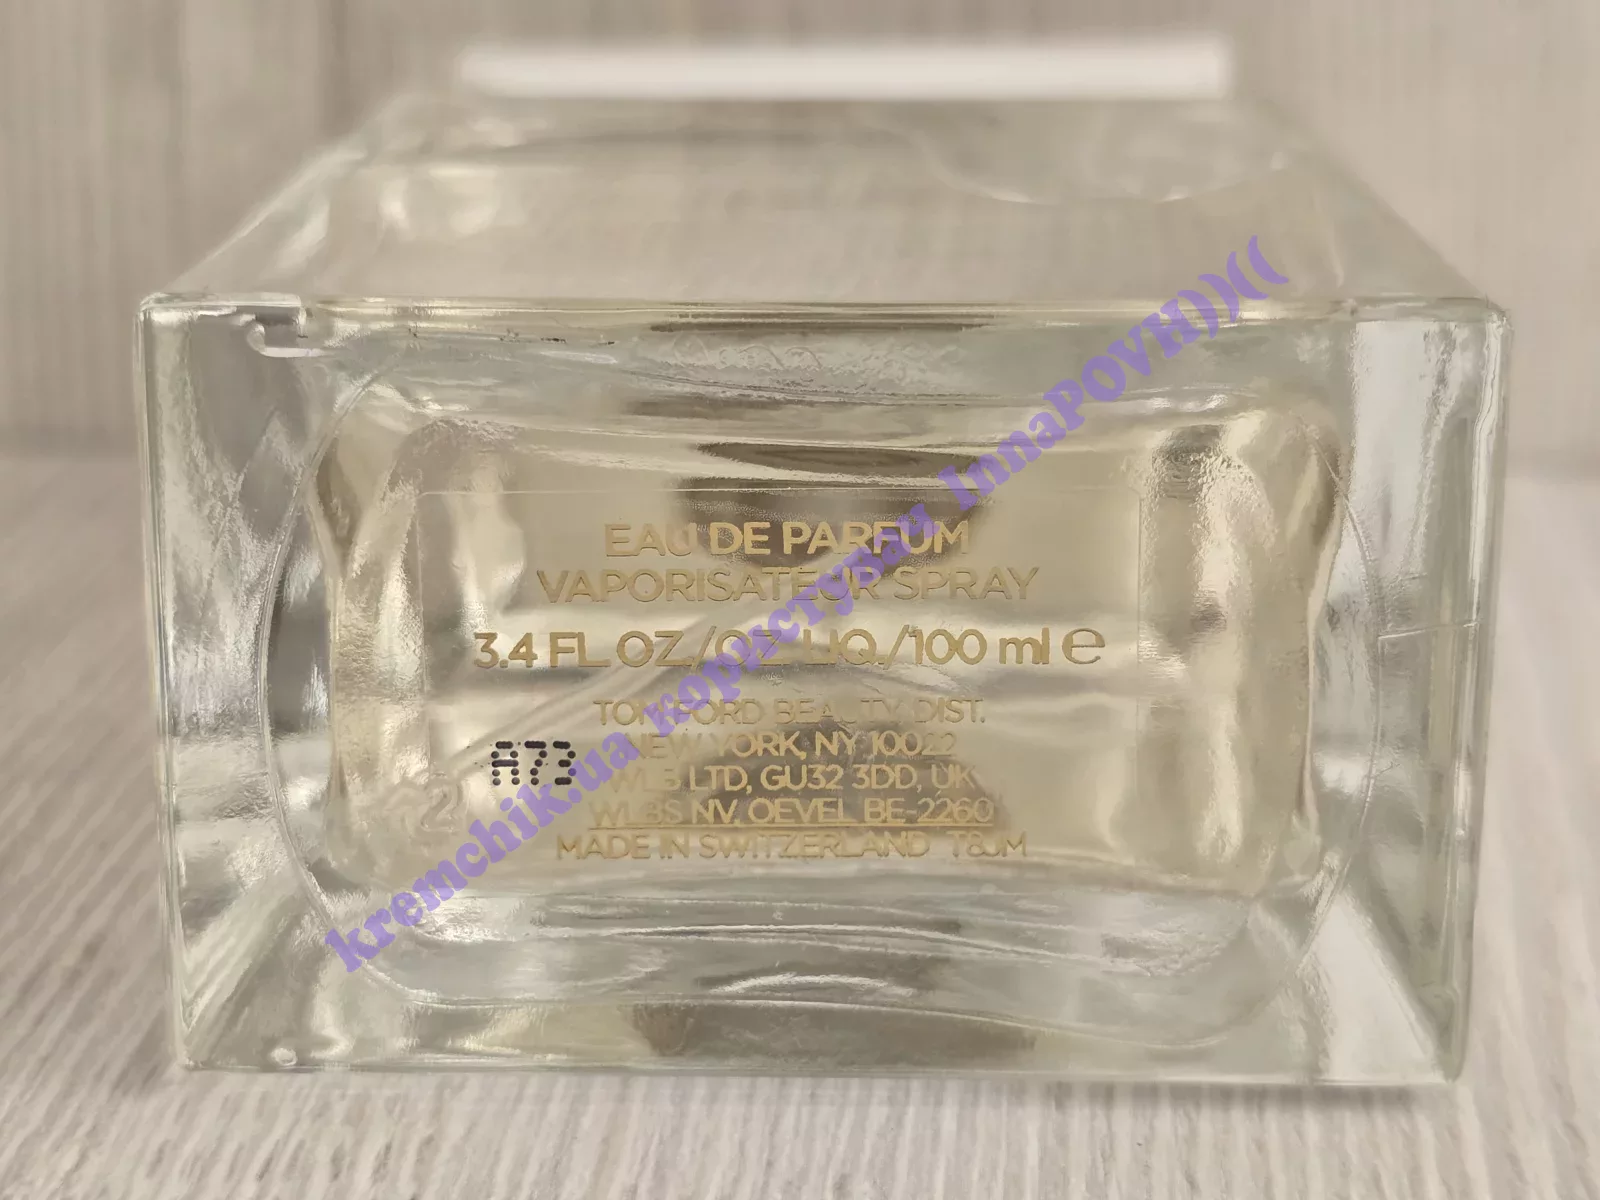 EAU DE PARFUM
VAPORISATEUR SPRAY
3.4 FL OZ./OZ. LIQ./100 ml e
TOM FORD BEAUTY, DIST.
NEW YORK, NY 10022
A73
WLB LTD, GU32 3DD, UK
WLBS NV. OEVEL BE-2260
MADE IN SWITZERLAND T8JM
kremchik.ua користувач InnaPOVH))((